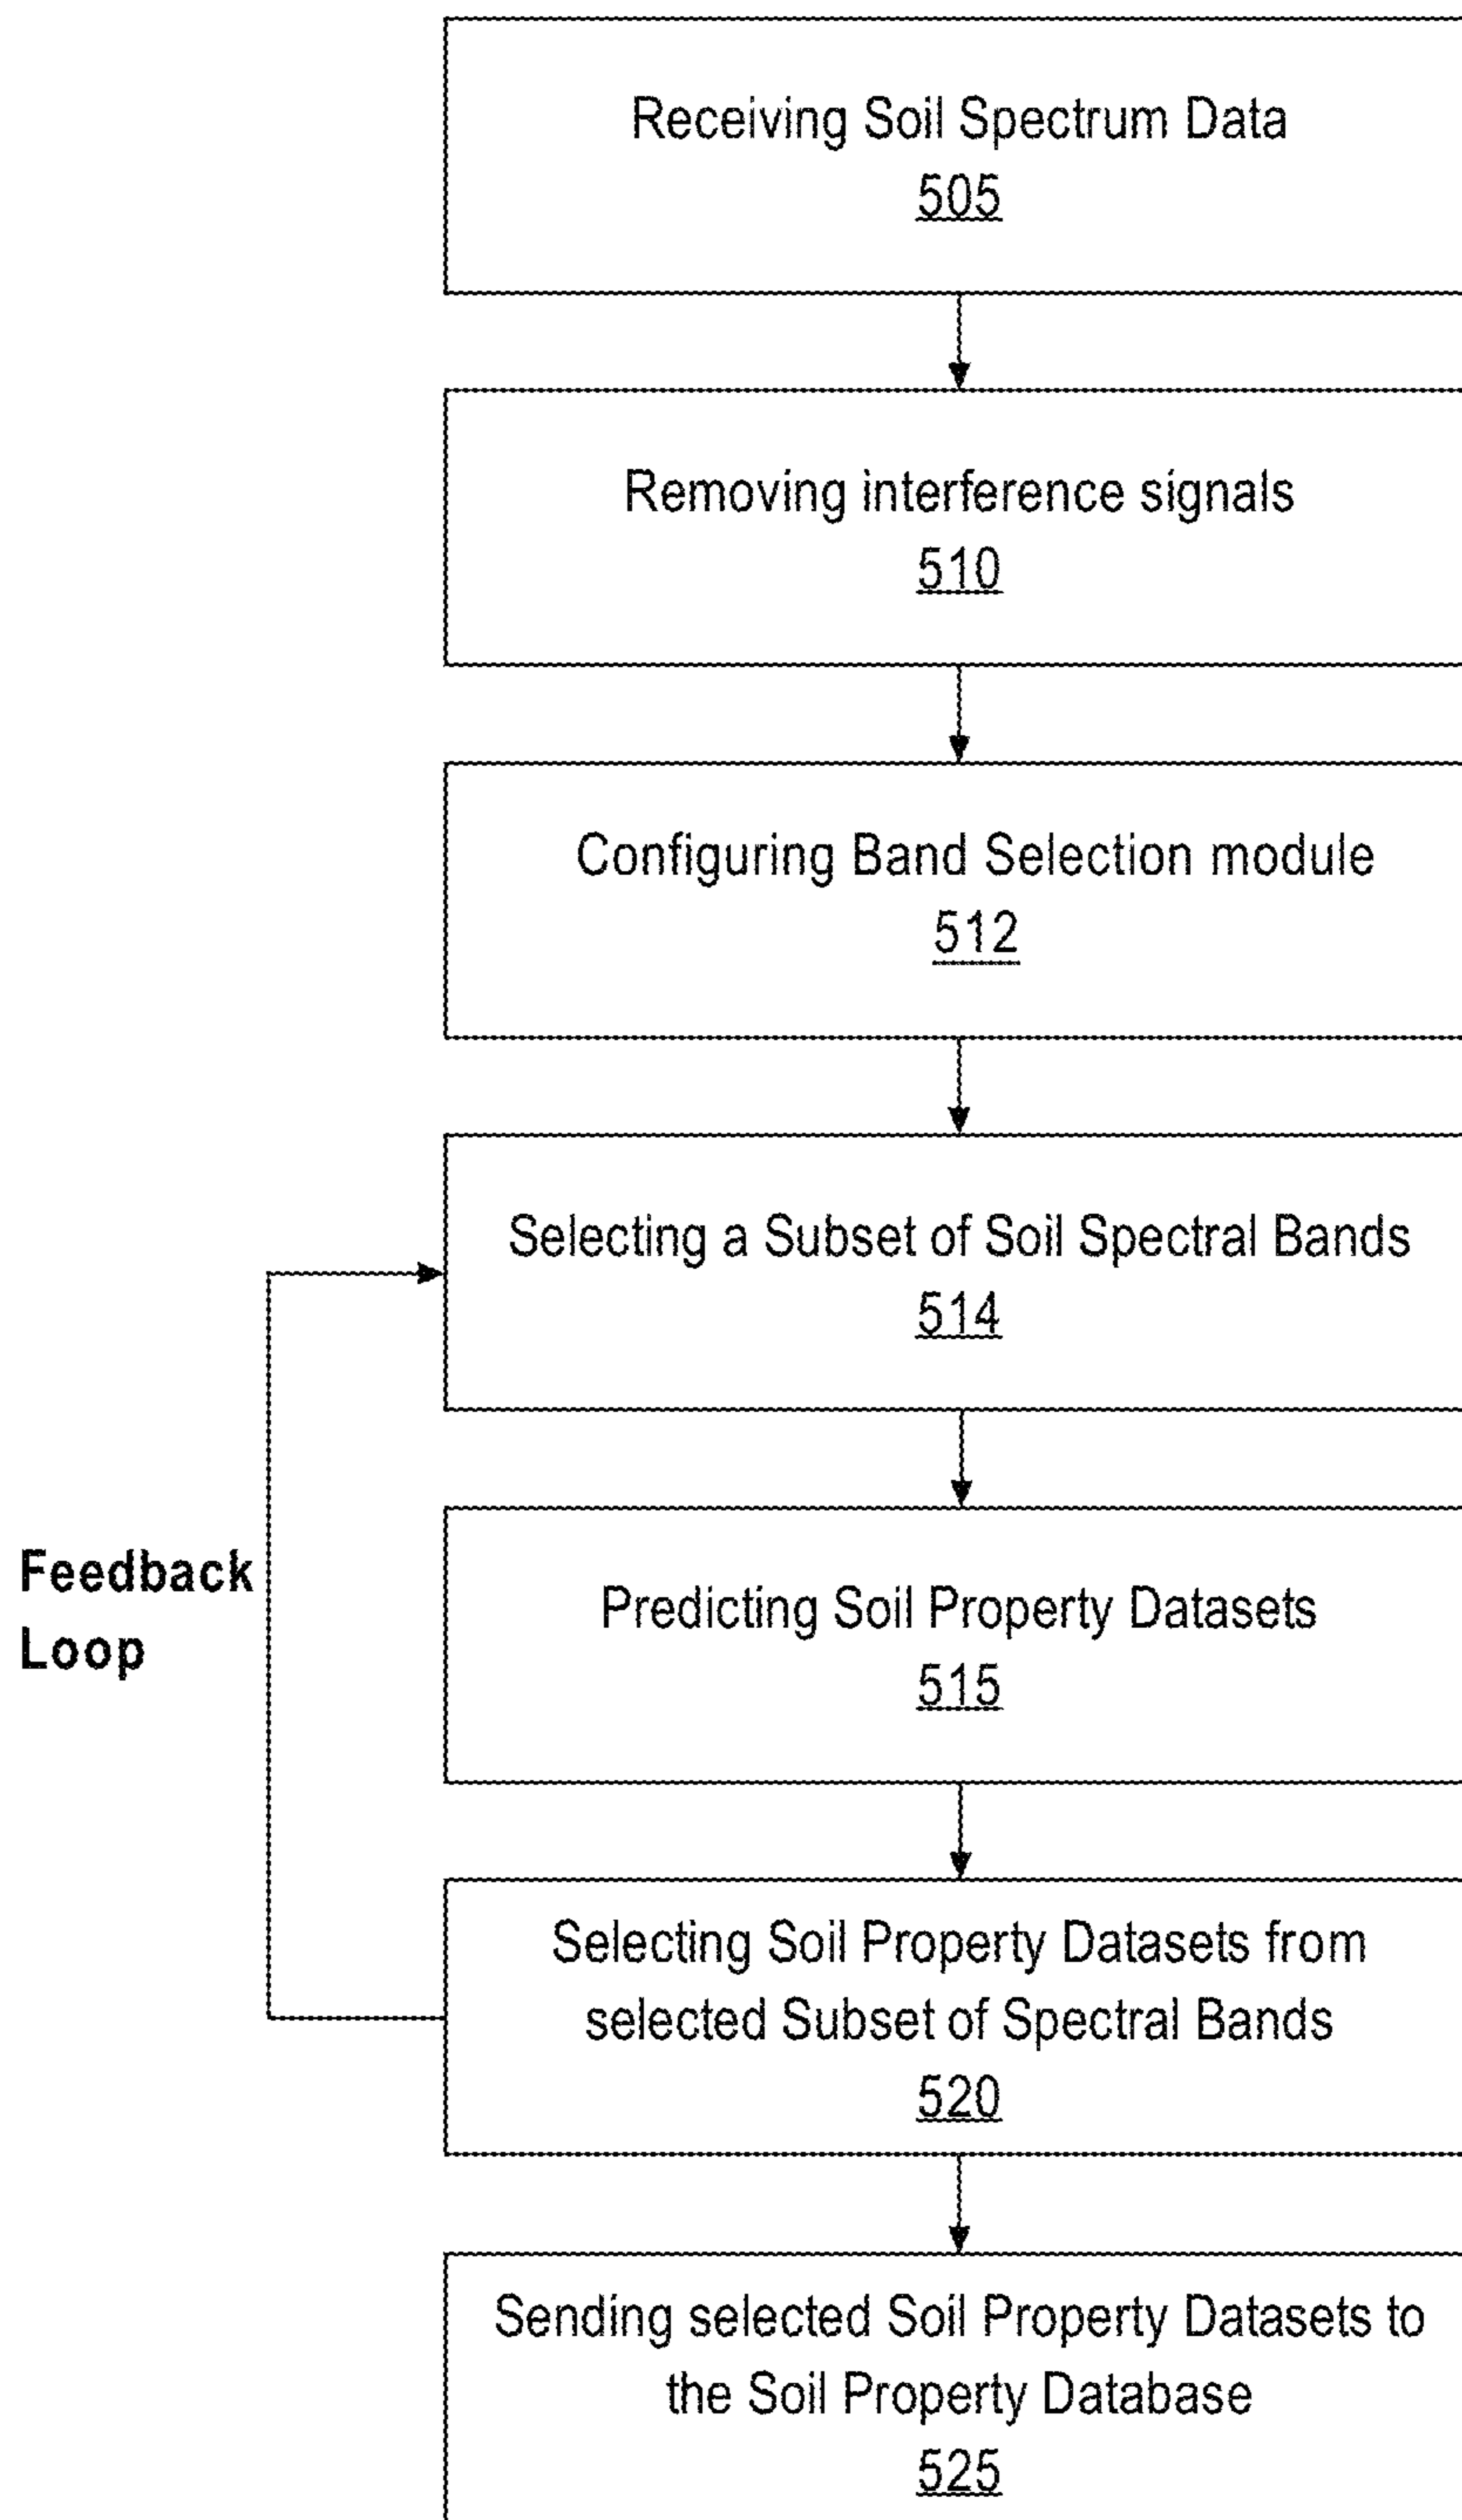 Receiving Soil Spectrum Data
505
Removing interference signals
510
Configuring Band Selection module
512
Selecting a Subset of Soil Spectral Bands
514
Feedback
Loop
Predicting Soil Property Datasets
515
Selecting Soil Property Datasets from
selected Subset of Spectral Bands
520
Sending selected Soil Property Datasets to
the Soil Property Database
525